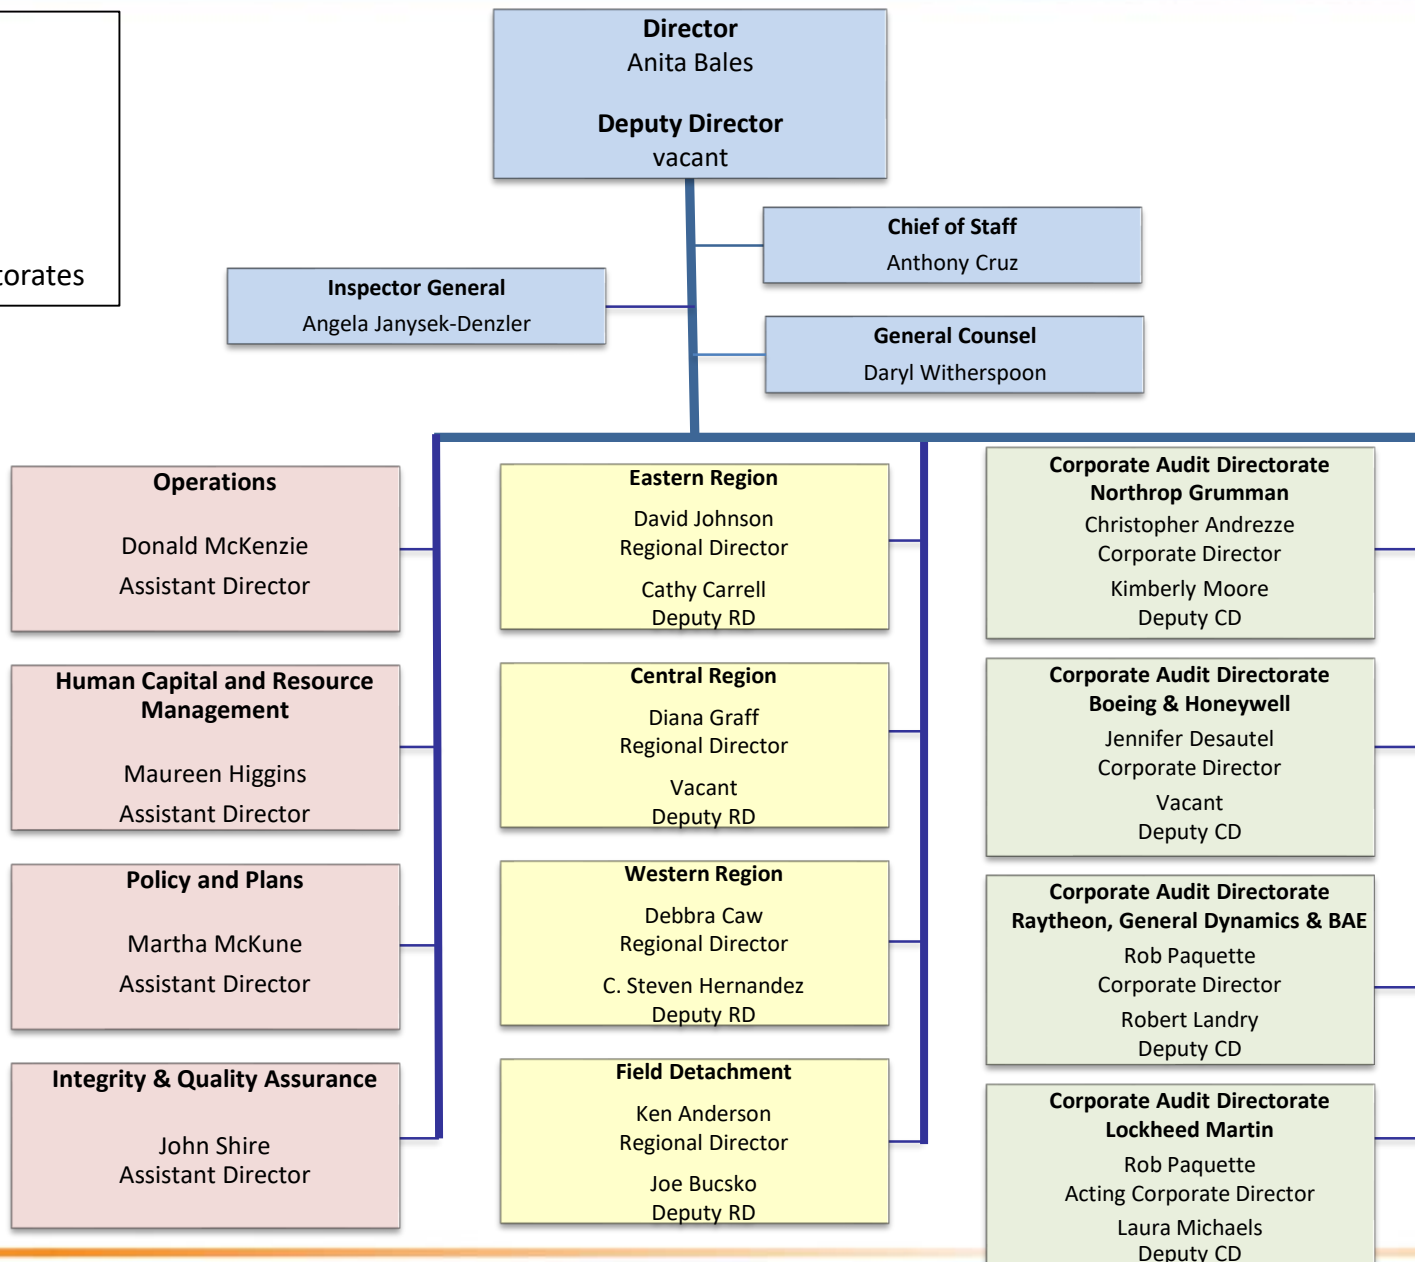 torates
Director
Anita Bales
Deputy Director
vacant
Chief of Staff
Anthony Cruz
Inspector General
Angela Janysek-Denzler
General Counsel
Daryl Witherspoon
Operations
Donald McKenzie
Assistant Director
Human Capital and Resource
Management
Maureen Higgins
Assistant Director
Policy and Plans
Martha McKune
Assistant Director
Integrity & Quality Assurance
John Shire
Assistant Director
Eastern Region
David Johnson
Regional Director
Cathy Carrell
Deputy RD
Central Region
Diana Graff
Regional Director
Vacant
Deputy RD
Western Region
Debbra Caw
Regional Director
C. Steven Hernandez
Deputy RD
Field Detachment
Ken Anderson
Regional Director
Joe Bucsko
Deputy RD
Corporate Audit Directorate
Northrop Grumman
Christopher Andrezze
Corporate Director
Kimberly Moore
Deputy CD
Corporate Audit Directorate
Boeing & Honeywell
Jennifer Desautel
Corporate Director
Vacant
Deputy CD
Corporate Audit Directorate
Raytheon, General Dynamics & BAE
Rob Paquette
Corporate Director
Robert Landry
Deputy CD
Corporate Audit Directorate
Lockheed Martin
Rob Paquette
Acting Corporate Director
Laura Michaels
Deputy CD